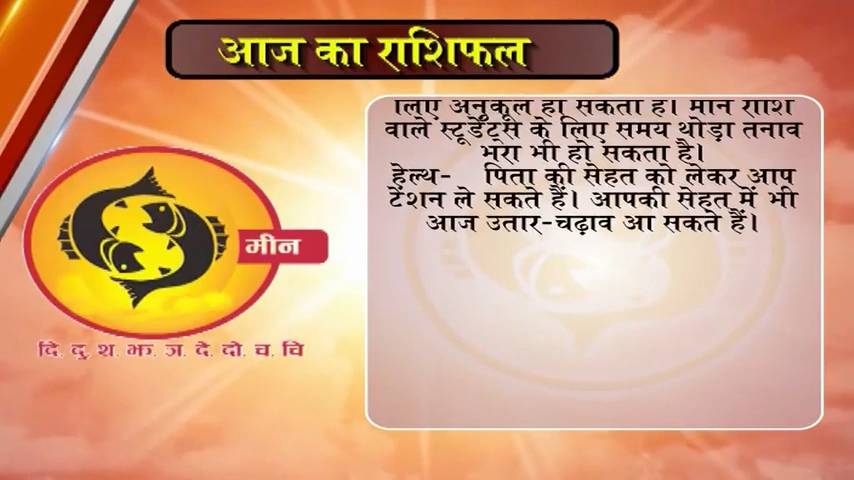 आज का राशिफल
लिए अनुकूल हो सकता है। मीन राशि
वाले स्टूडेंटस के लिए समय थोड़ा तनाव
भरा भी हो सकता है।
हेल्थ- पिता की सेहत को लेकर आप
टेंशन ले सकते हैं। आपकी सेहत में भी
आज उतार-चढ़ाव आ सकते हैं।
मीन
दि. दु. श. झ. ञ. दे. दो. च. चि